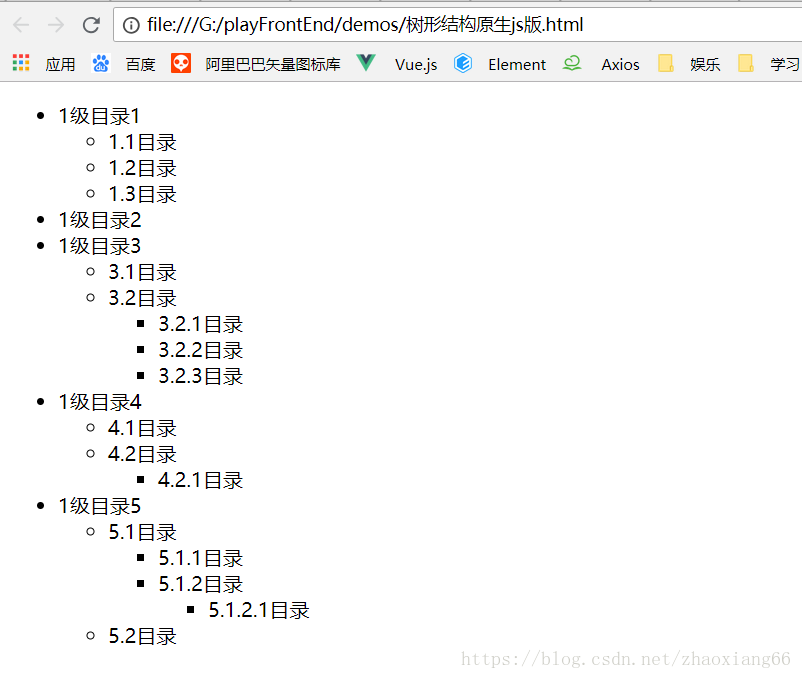 file:///G:/playFrontEnd/demos/树形结构原生js版.html
应用 百度 阿里巴巴矢量图标库 Vue.js Element Axios 娱乐 学习
1级目录1
1.1目录
1.2目录
1.3目录
1级目录2
1级目录3
3.1目录
3.2目录
3.2.1目录
3.2.2目录
3.2.3目录
1级目录4
4.1目录
4.2目录
4.2.1目录
1级目录5
5.1目录
5.1.1目录
5.1.2目录
5.1.2.1目录
5.2目录
https://blog.csdn.net/zhaoxiang66